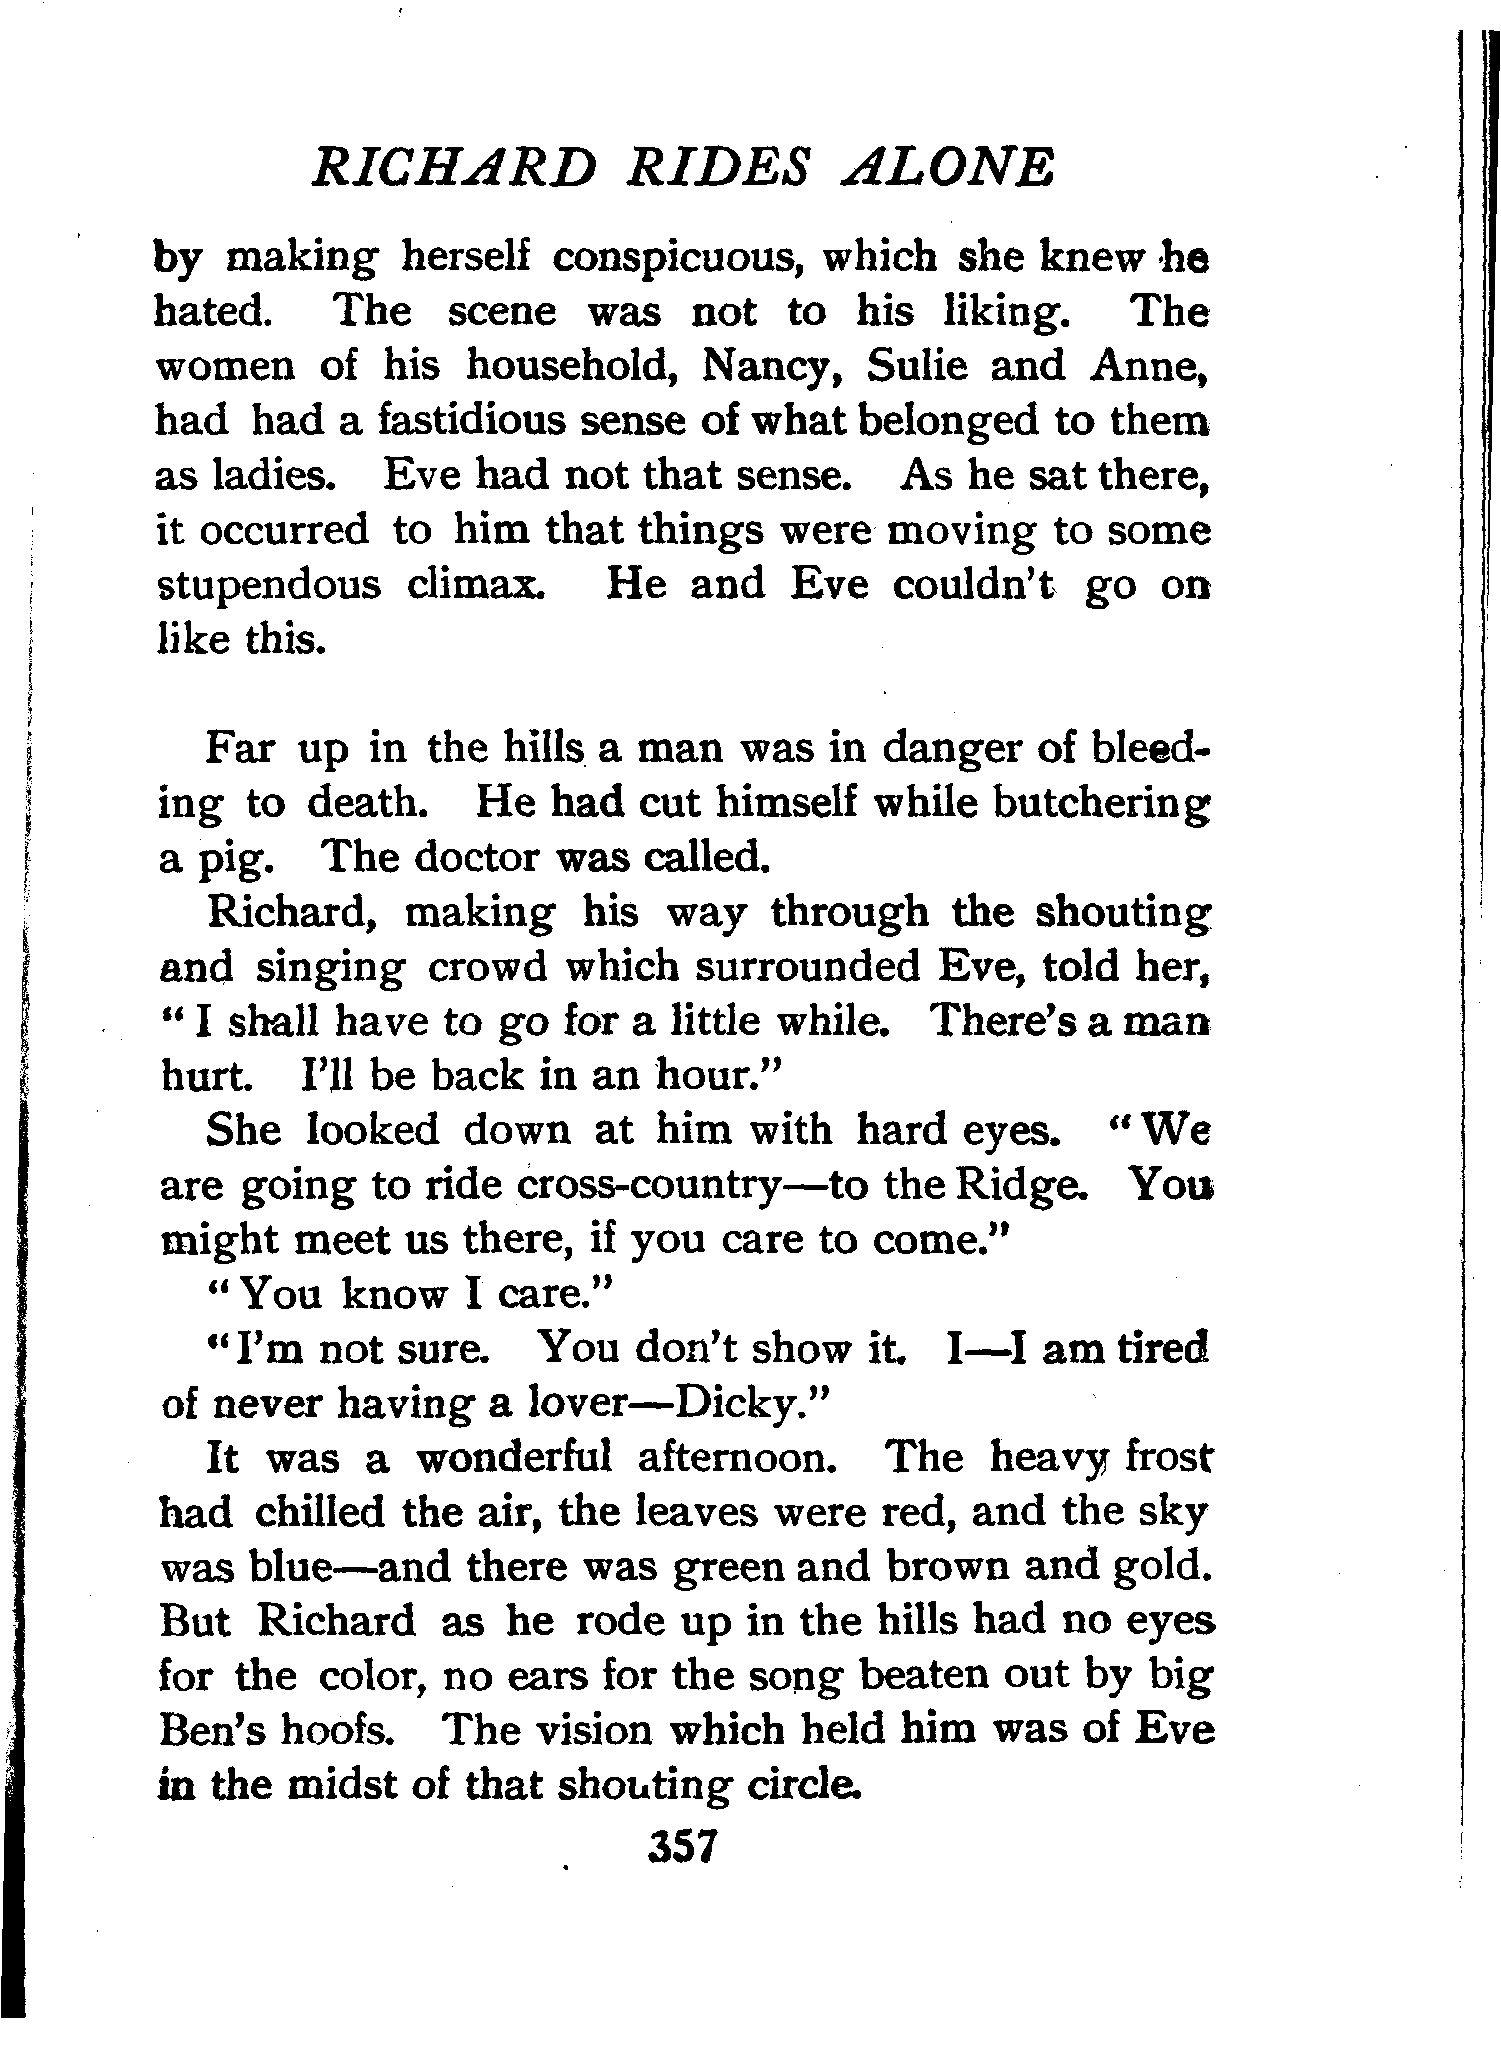 RICHARD RIDES ALONE
by making herself conspicuous, which she knew he
hated. The scene was not to his liking. The
women of his household, Nancy, Sulie and Anne,
had had a fastidious sense of what belonged to them
as ladies. Eve had not that sense. As he sat there,
it occurred to him that things were moving to some
stupendous climax. He and Eve couldn't go on
like this.
Far up in the hills a man was in danger of bleed-
ing to death. He had cut himself while butchering
a pig. The doctor was called.
Richard, making his way through the shouting
and singing crowd which surrounded Eve, told her,
“ I shall have to go for a little while. There's a man
hurt. I'll be back in an hour.”
She looked down at him with hard eyes. “ We
are going to ride cross-country—to the Ridge. You
might meet us there, if you care to come.”
“ You know I care.”
“ I'm not sure. You don't show it. I—I am tired
of never having a lover—Dicky.”
It was a wonderful afternoon. The heavy frost
had chilled the air, the leaves were red, and the sky
was blue—and there was green and brown and gold.
But Richard as he rode up in the hills had no eyes
for the color, no ears for the song beaten out by big
Ben's hoofs. The vision which held him was of Eve
in the midst of that shouting circle.
357